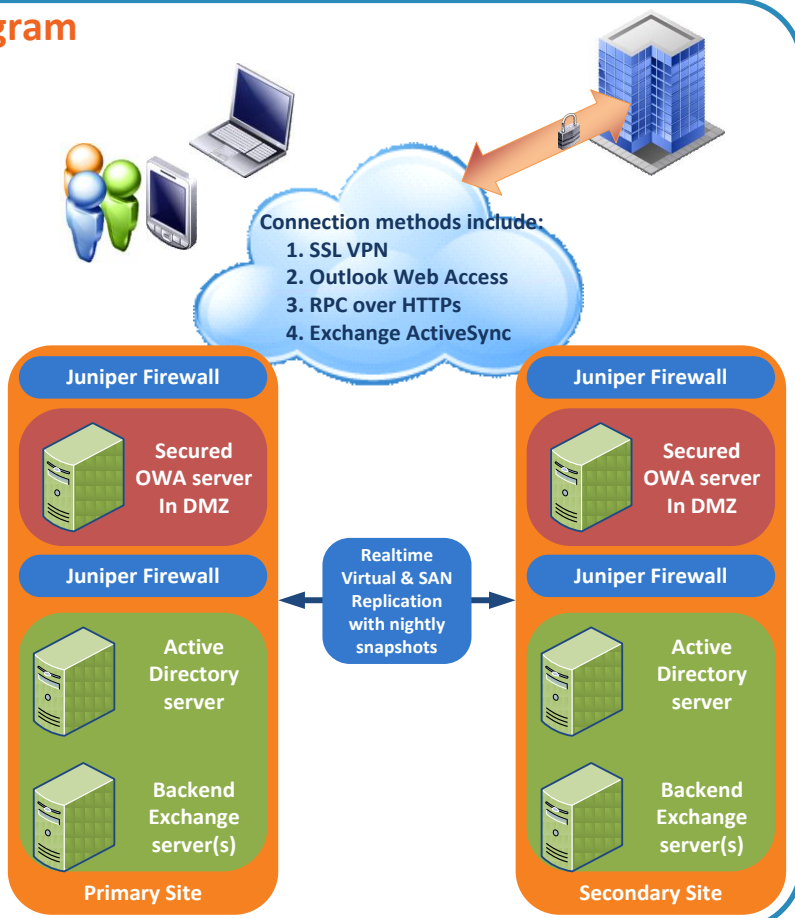 gram
Connection methods include:
1. SSL VPN
2. Outlook Web Access
3. RPC over HTTPs
4. Exchange ActiveSync
Juniper Firewall
Secured
OWA server
In DMZ
Juniper Firewall
Active
Directory
server
Backend
Exchange
server(s)
Primary Site
Realtime
Virtual & SAN
Replication
with nightly
snapshots
Juniper Firewall
Secured
OWA server
In DMZ
Juniper Firewall
Active
Directory
server
Backend
Exchange
server(s)
Secondary Site